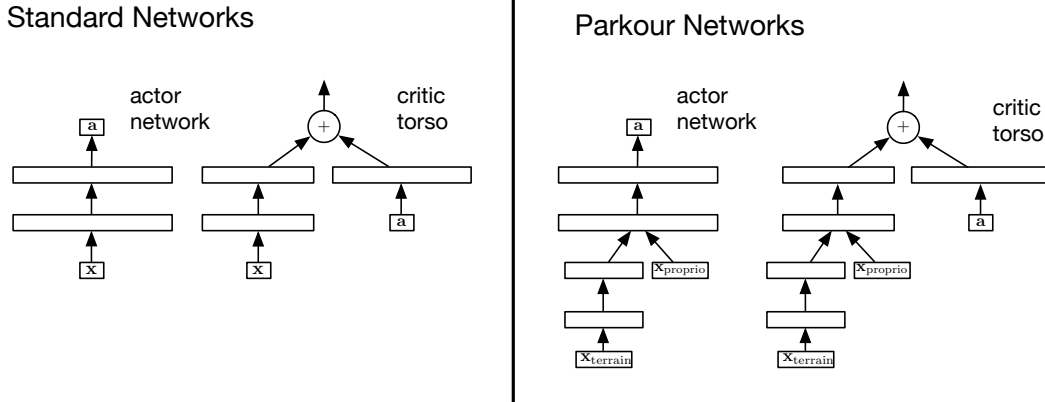 Standard Networks
actor
network
a
x
critic
torso
+
a
x
Parkour Networks
actor
network
a
xproprio
xterrain
critic
torso
+
a
xproprio
xterrain